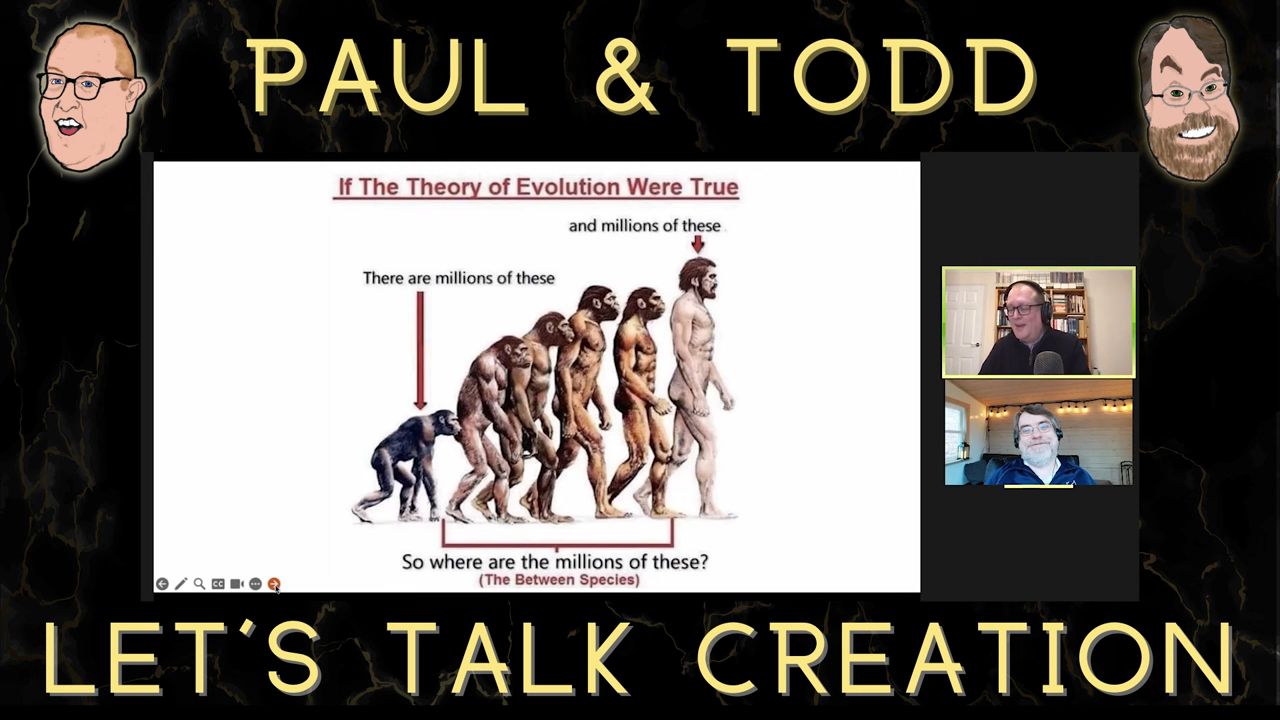 PAUL & TODD
If The Theory of Evolution Were True
and millions of these
There are millions of these
So where are the millions of these?
(The Between Species)
CC
LET'S TALK CREATION